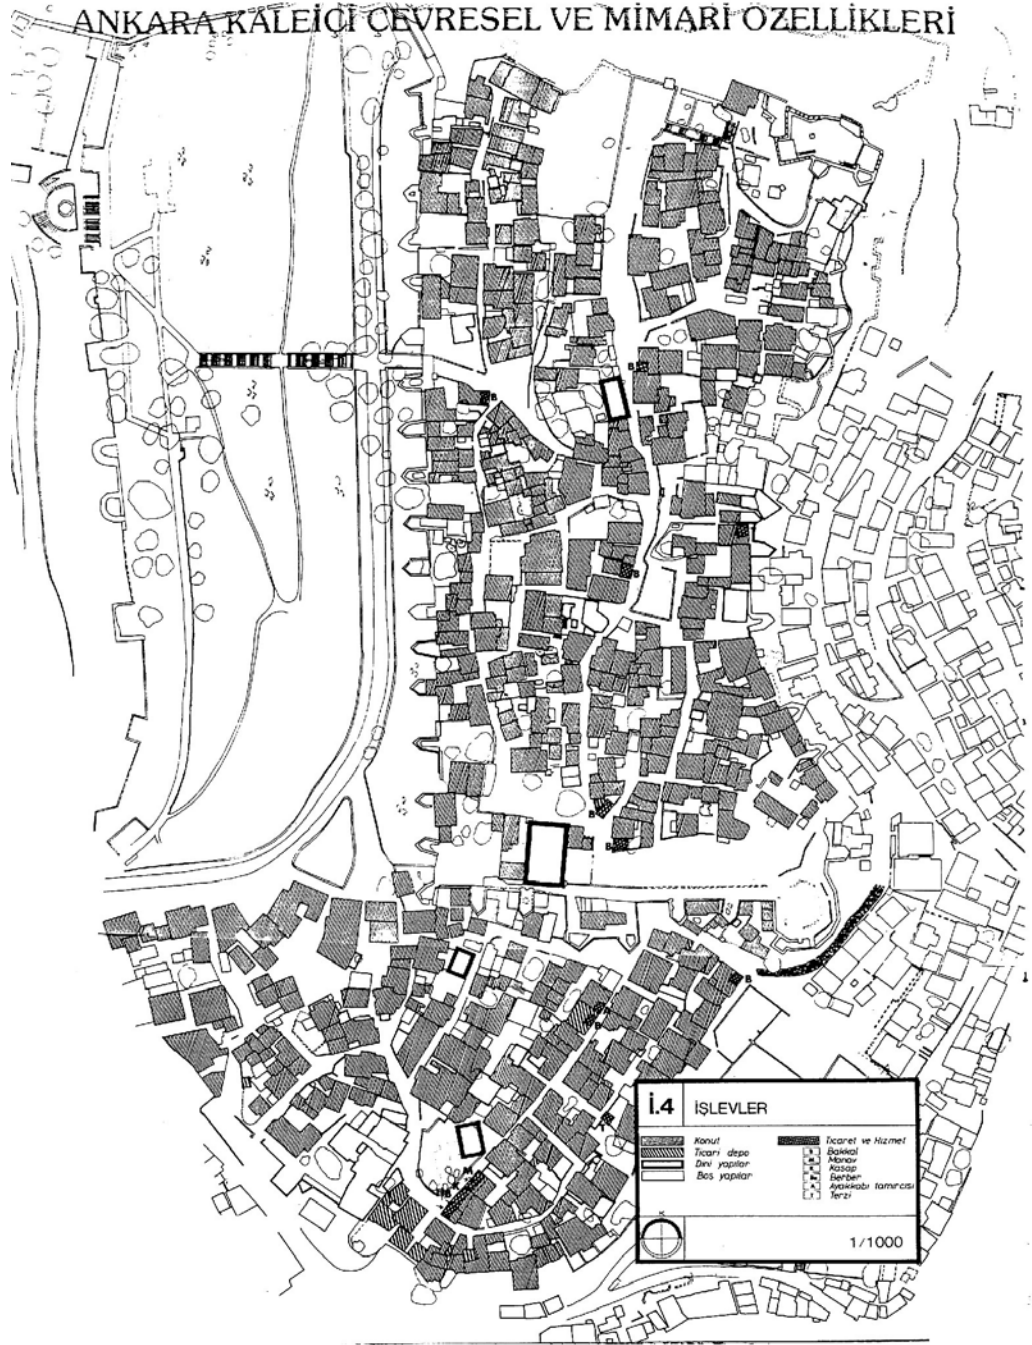 ANKARA KALEİÇİ ÇEVRESEL VE MİMARİ ÖZELLİKLERİ
B
B
B
B
B
B
B
M
K
İ.4 İŞLEVLER
Konut
Ticari depo
Dini yapılar
Boş yapılar
Ticaret ve Hizmet
B Bakkal
M Manav
K Kasap
Be Berber
A Ayakkabı tamircisi
T Terzi
K
1/1000